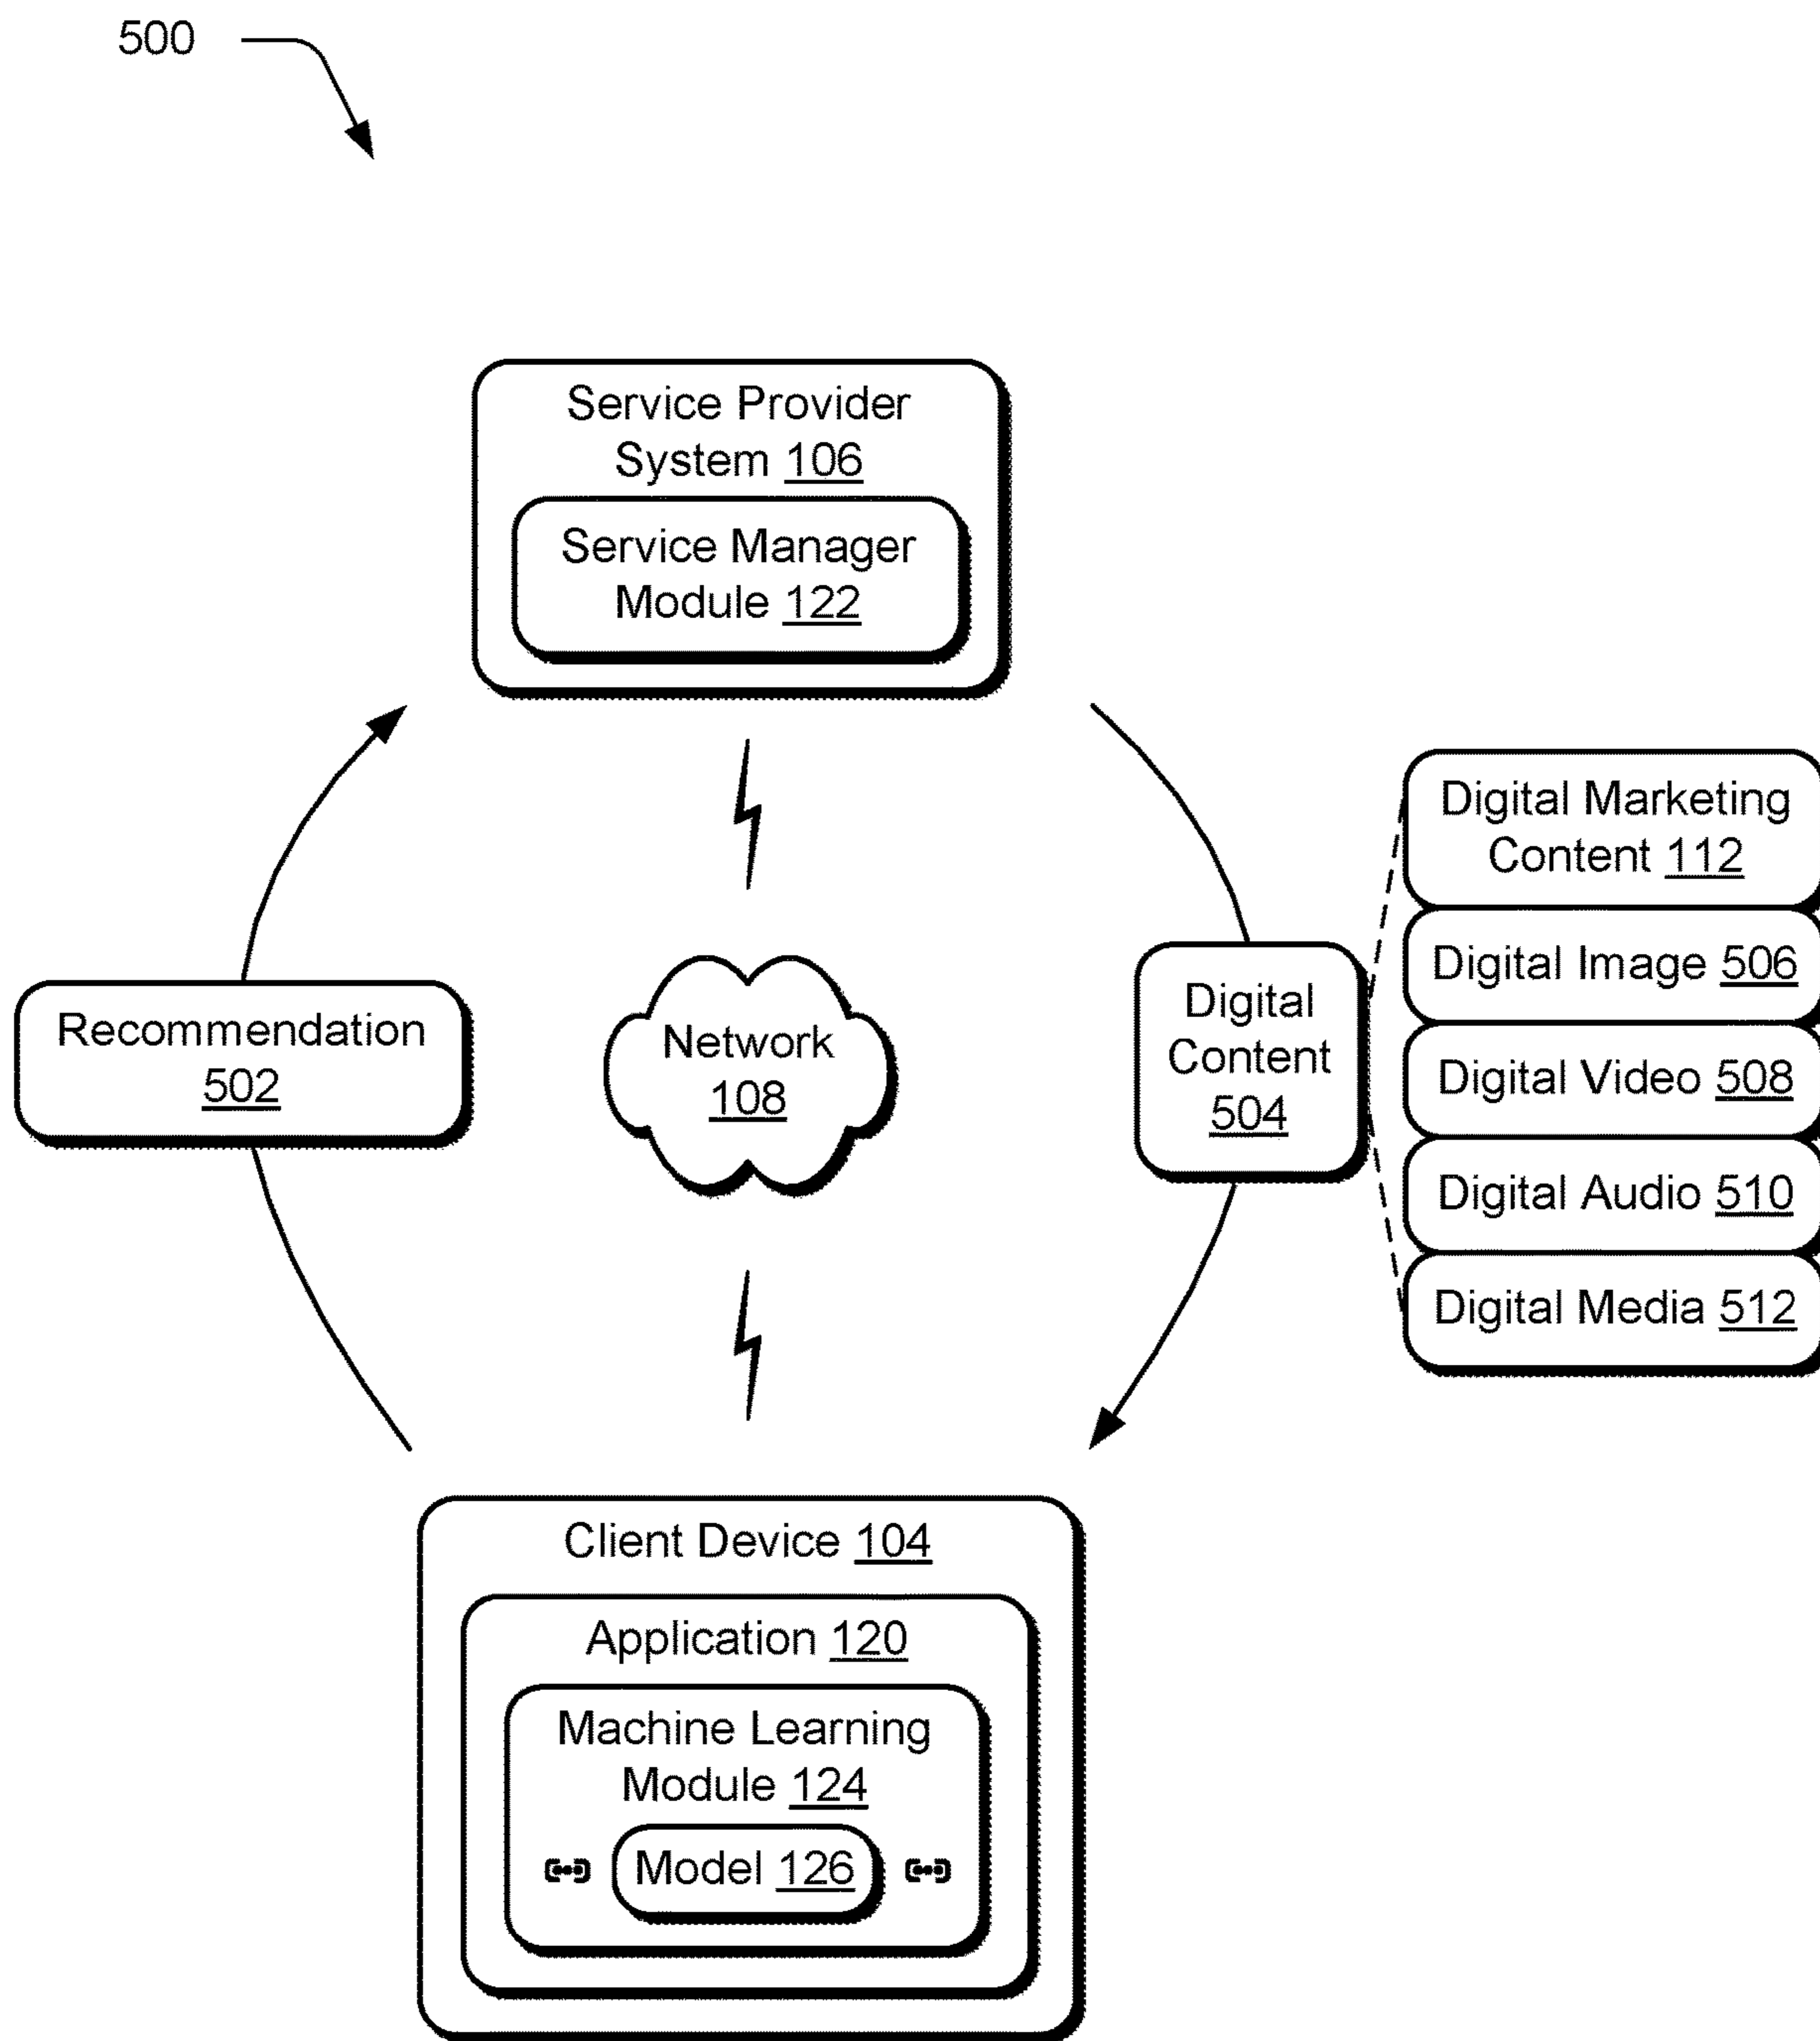 500
Service Provider
System 106
Service Manager
Module 122
Recommendation
502
Network
108
Digital
Content
504
Digital Marketing
Content 112
Digital Image 506
Digital Video 508
Digital Audio 510
Digital Media 512
Client Device 104
Application 120
Machine Learning
Module 124
Model 126